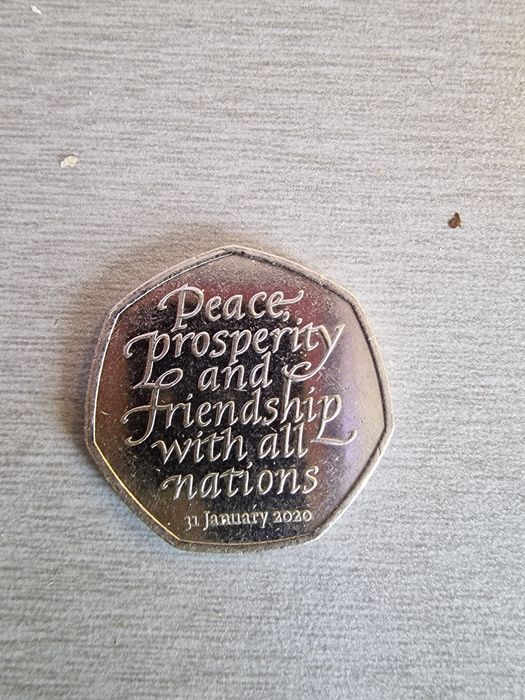 Peace,
prosperity
and
friendship
with all
nations
31 January 2020